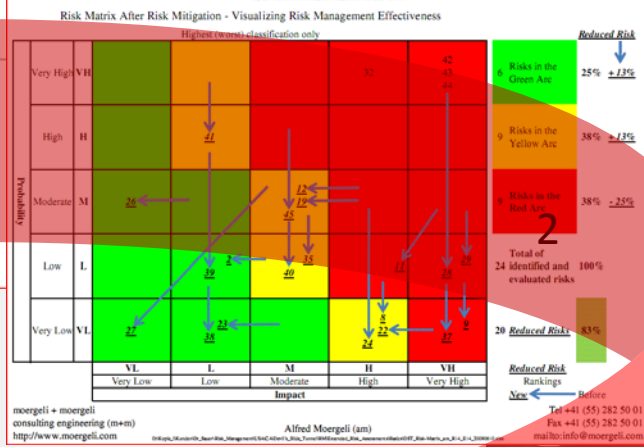 Risk Matrix After Risk Mitigation - Visualizing Risk Management Effectiveness
Highest (worst) classification only
Reduced Risk
Very High VH
32
42
43
44
6 Risks in the Green Arc 25% +13%
High H
41
9 Risks in the Yellow Arc 38% +13%
Probability
Moderate M
26
12
19
45
9 Risks in the Red Arc 38% -25%
2
Low L
39
2
40
35
11
28
20
Total of
24 identified and 100%
evaluated risks
Very Low VL
27
23
38
8
22
24
9
37
20 Reduced Risks 83%
VL L M H VH
Very Low Low Moderate High Very High
Impact
Reduced Risk
Rankings
New Before
moergeli + moergeli
consulting engineering (m+m)
http://www.moergeli.com
Alfred Moergeli (am)
Tel +41 (55) 282 50 01
Fax +41 (55) 282 50 01
mailto:info@moergeli.com